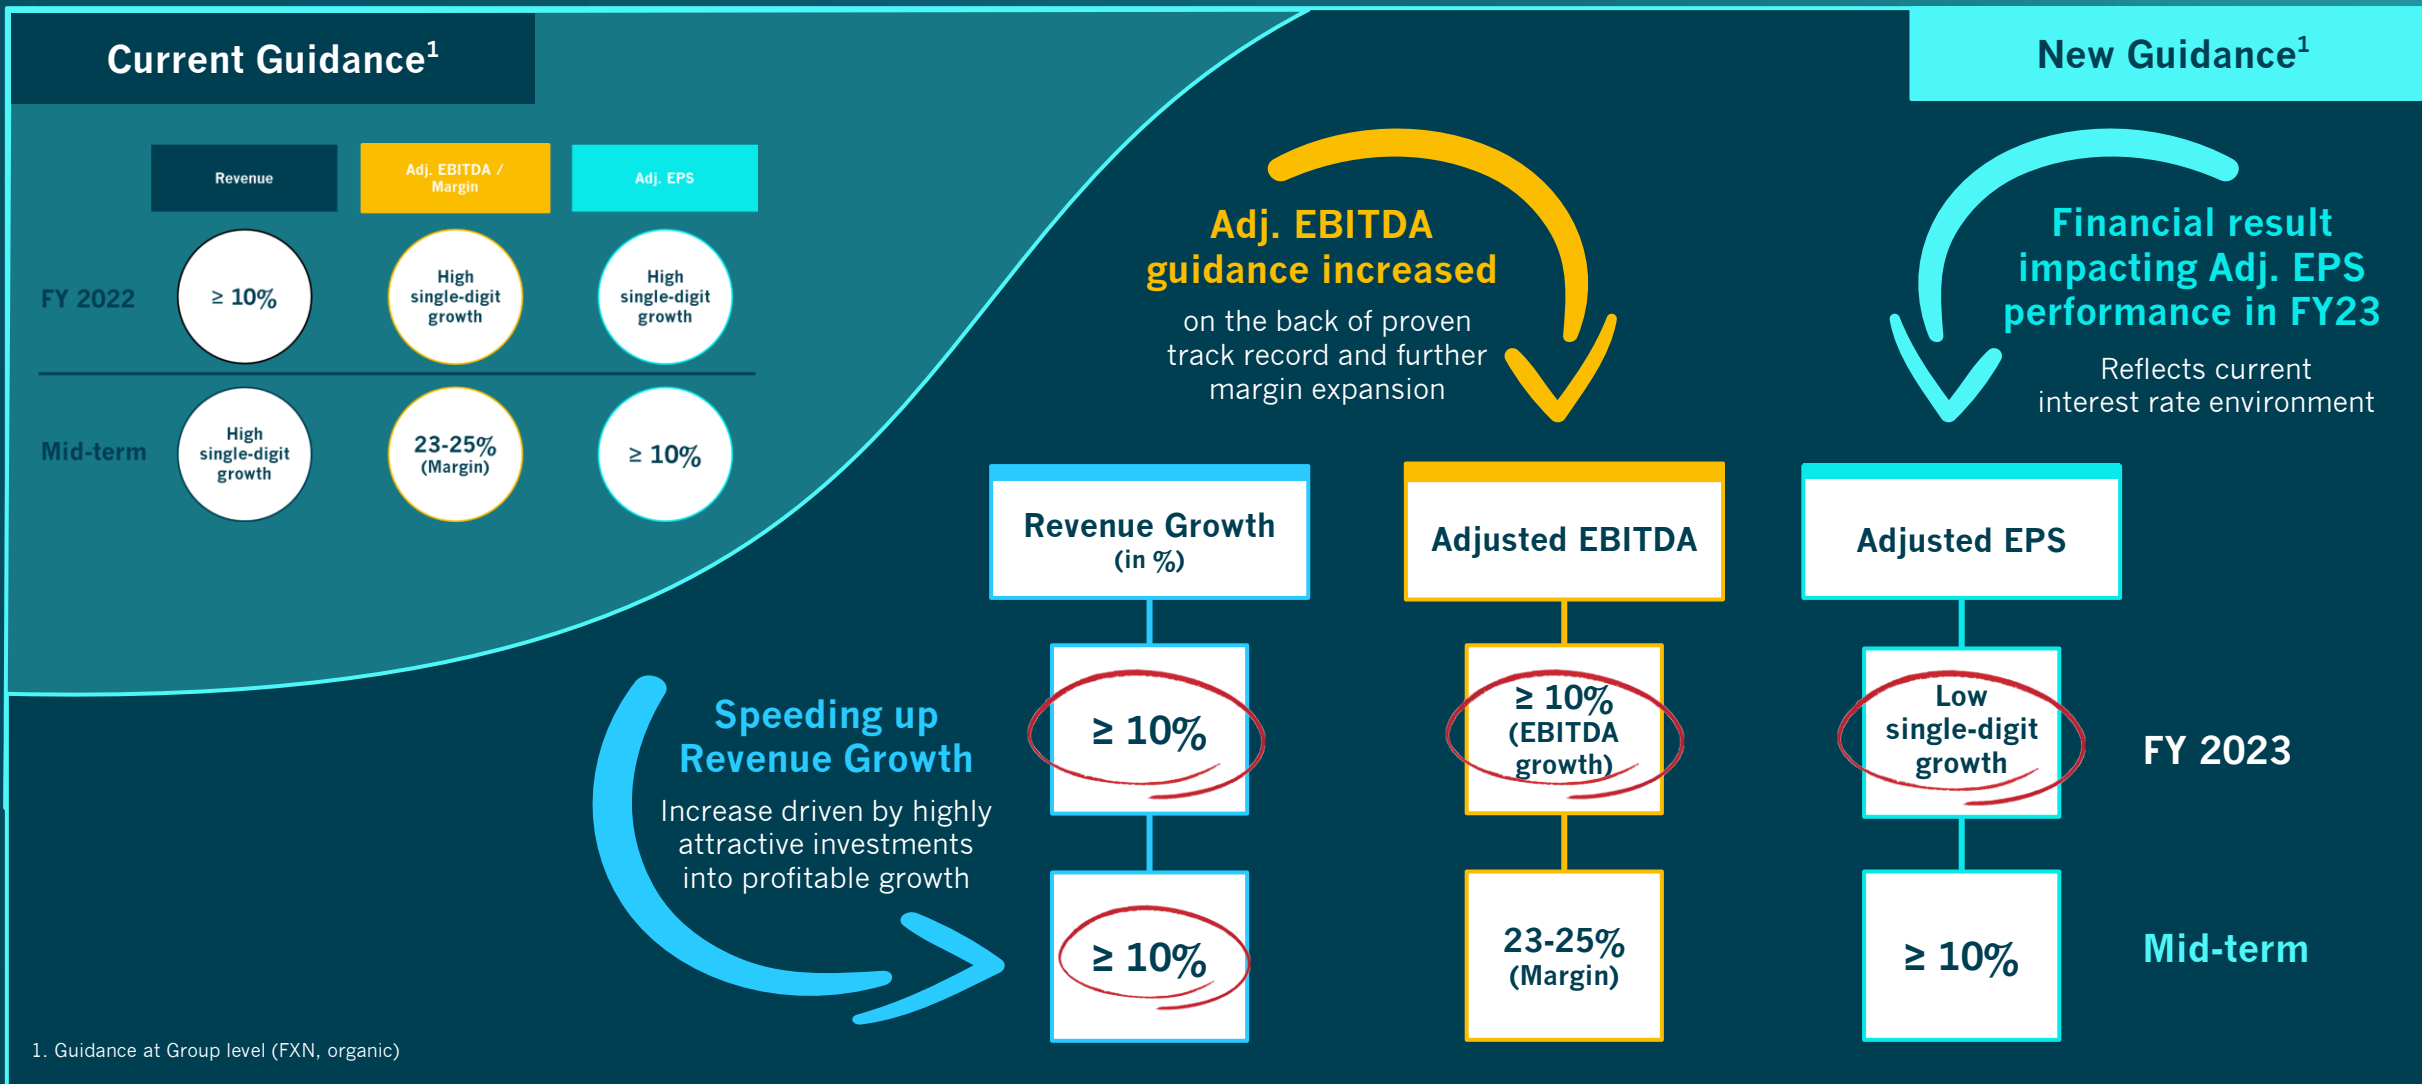 Current Guidance¹
Revenue
Adj. EBITDA /
Margin
Adj. EPS
FY 2022
≥ 10%
High
single-digit
growth
High
single-digit
growth
Mid-term
High
single-digit
growth
23-25%
(Margin)
≥ 10%
New Guidance¹
Adj. EBITDA
guidance increased
on the back of proven
track record and further
margin expansion
Financial result
impacting Adj. EPS
performance in FY23
Reflects current
interest rate environment
Speeding up
Revenue Growth
Increase driven by highly
attractive investments
into profitable growth
Revenue Growth
(in %)
Adjusted EBITDA
Adjusted EPS
≥ 10%
≥ 10%
(EBITDA
growth)
Low
single-digit
growth
FY 2023
≥ 10%
23-25%
(Margin)
≥ 10%
Mid-term
1. Guidance at Group level (FXN, organic)